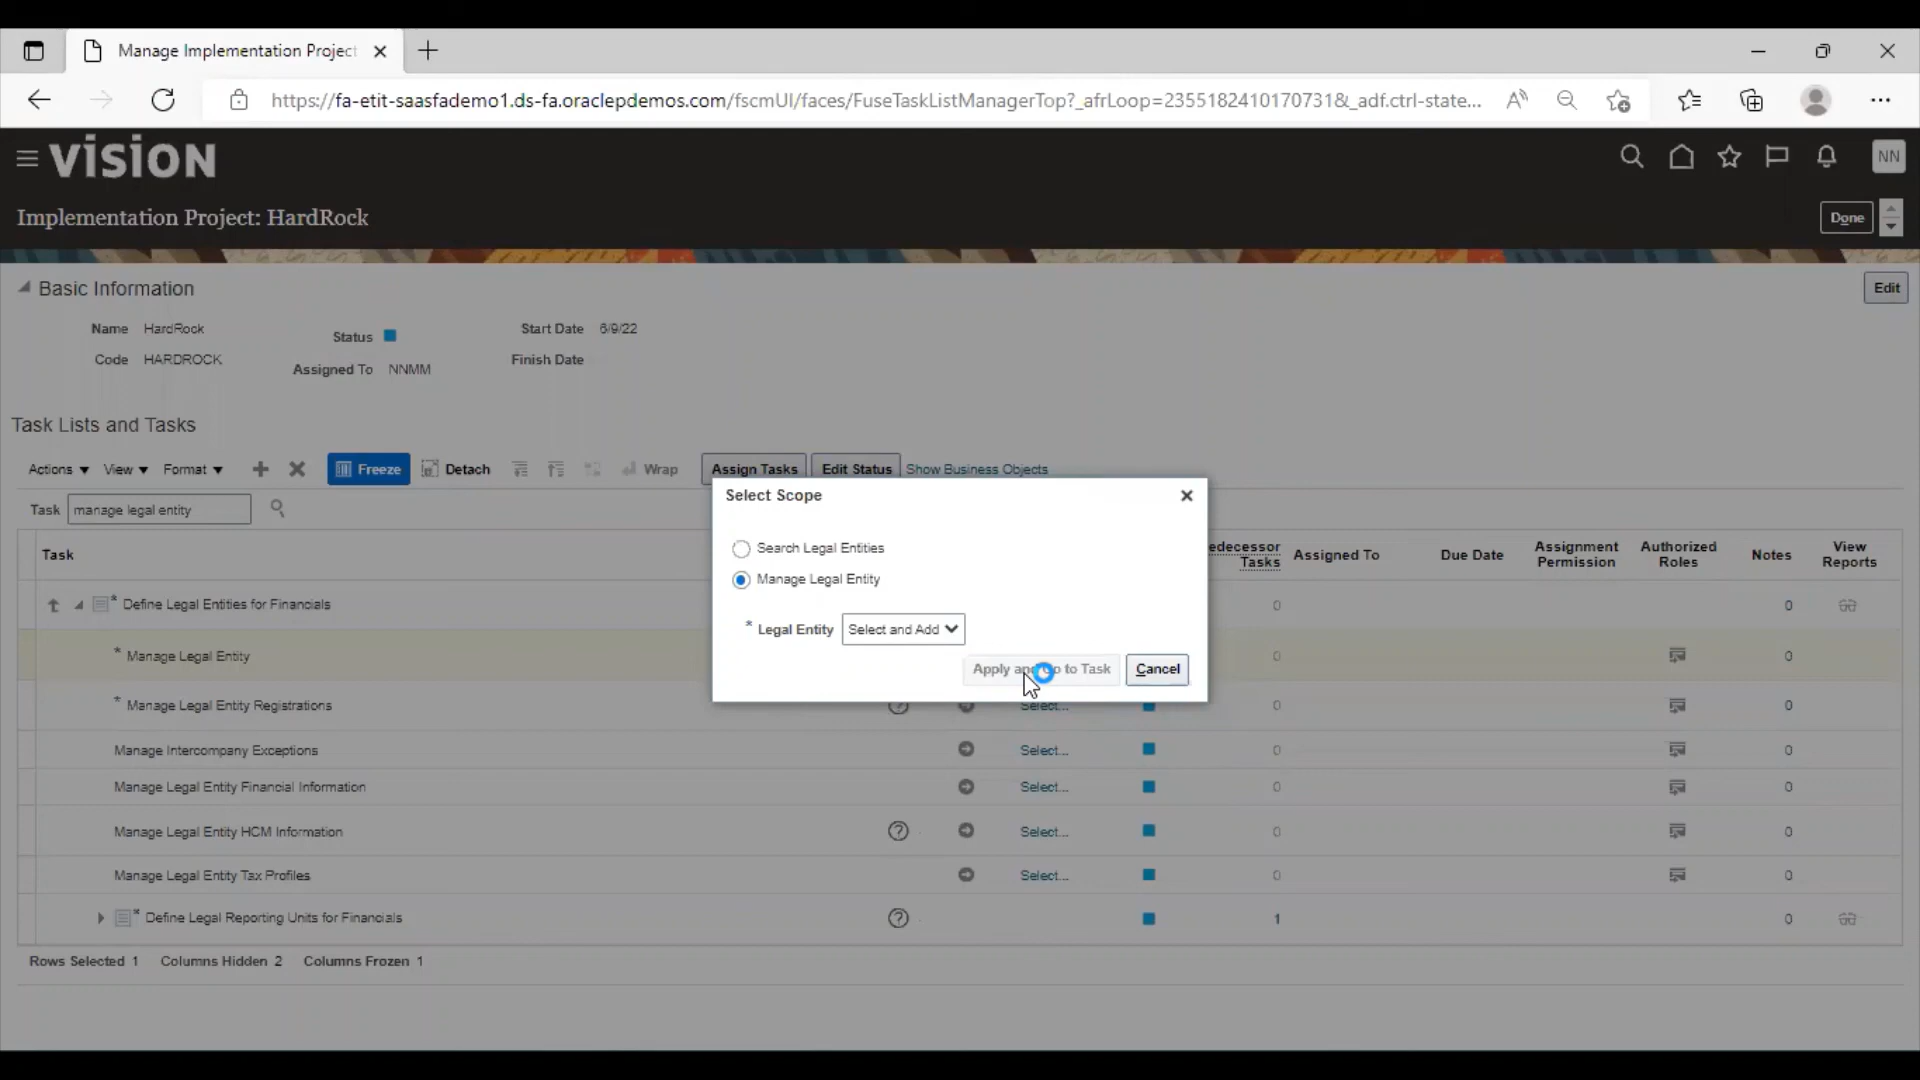 Manage Implementation Project
https://fa-etit-saasfademo1.ds-fa.oraclepdemos.com/fscmUI/faces/FuseTaskListManagerTop?_afrLoop=2355182410170731&_adf.ctrl-state...
VISION
NN
Implementation Project: HardRock
Done
Basic Information
Edit
Name HardRock
Status
Start Date 6/9/22
Code HARDROCK
Assigned To NNMM
Finish Date
Task Lists and Tasks
Actions View Format Freeze Detach Wrap Assign Tasks Edit Status Show Business Objects
Task manage legal entity
Select Scope
Search Legal Entities
Manage Legal Entity
* Legal Entity Select and Add
Apply and Go to Task Cancel
Task edecessor Tasks Assigned To Due Date Assignment Permission Authorized Roles Notes View Reports
* Define Legal Entities for Financials 0 0
* Manage Legal Entity 0 0
* Manage Legal Entity Registrations Select... 0 0
Manage Intercompany Exceptions Select... 0 0
Manage Legal Entity Financial Information Select... 0 0
Manage Legal Entity HCM Information Select... 0 0
Manage Legal Entity Tax Profiles Select... 0 0
* Define Legal Reporting Units for Financials 1 0
Rows Selected 1 Columns Hidden 2 Columns Frozen 1